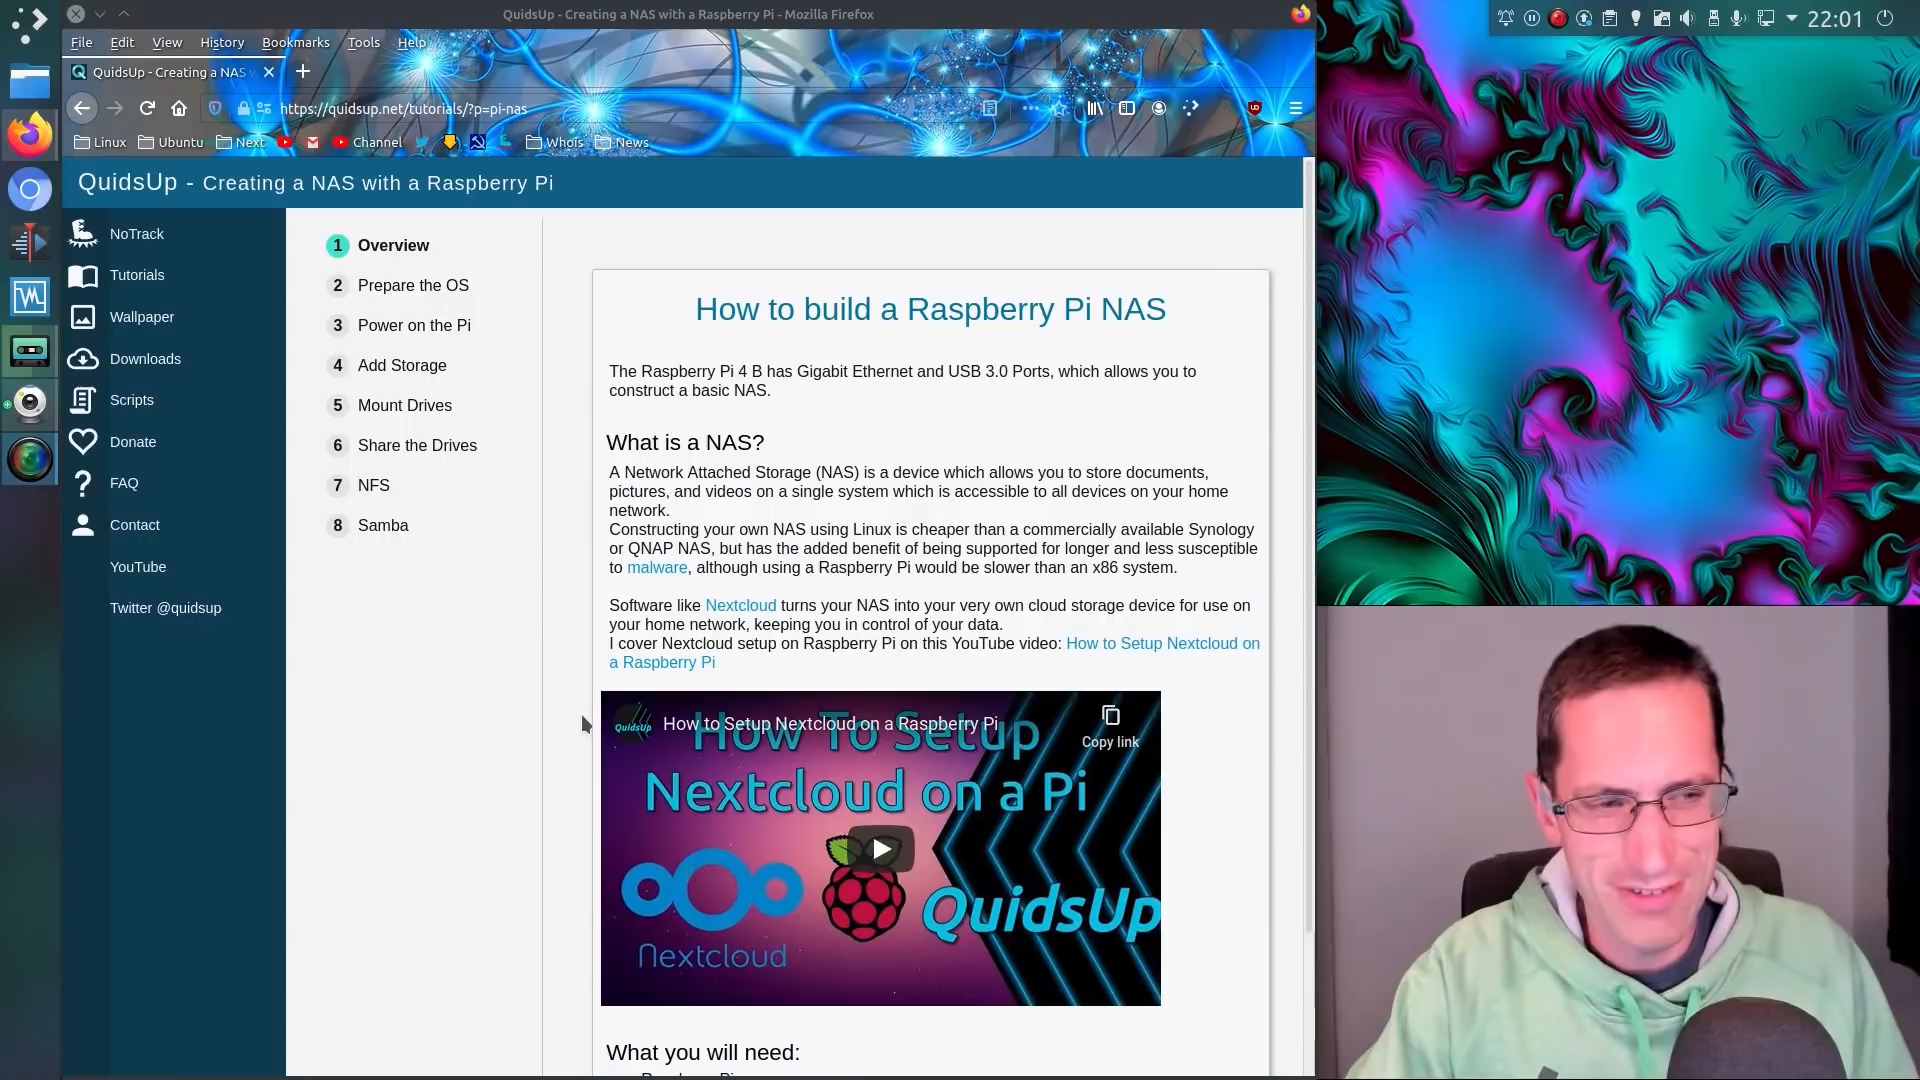 QuidsUp - Creating a NAS with a Raspberry Pi - Mozilla Firefox
22:01
File Edit View History Bookmarks Tools Help
QuidsUp - Creating a NAS w
https://quidsup.net/tutorials/?p=pi-nas
Linux Ubuntu Next Channel Whois News
QuidsUp - Creating a NAS with a Raspberry Pi
NoTrack
Tutorials
Wallpaper
Downloads
Scripts
Donate
FAQ
Contact
YouTube
Twitter @quidsup
1 Overview
2 Prepare the OS
3 Power on the Pi
4 Add Storage
5 Mount Drives
6 Share the Drives
7 NFS
8 Samba
How to build a Raspberry Pi NAS
The Raspberry Pi 4 B has Gigabit Ethernet and USB 3.0 Ports, which allows you to
construct a basic NAS.
What is a NAS?
A Network Attached Storage (NAS) is a device which allows you to store documents,
pictures, and videos on a single system which is accessible to all devices on your home
network.
Constructing your own NAS using Linux is cheaper than a commercially available Synology
or QNAP NAS, but has the added benefit of being supported for longer and less susceptible
to malware, although using a Raspberry Pi would be slower than an x86 system.
Software like Nextcloud turns your NAS into your very own cloud storage device for use on
your home network, keeping you in control of your data.
I cover Nextcloud setup on Raspberry Pi on this YouTube video: How to Setup Nextcloud on
a Raspberry Pi
QuidsUp How to Setup Nextcloud on a Raspberry Pi
Copy link
How To Setup
Nextcloud on a Pi
QuidsUp
Nextcloud
What you will need: